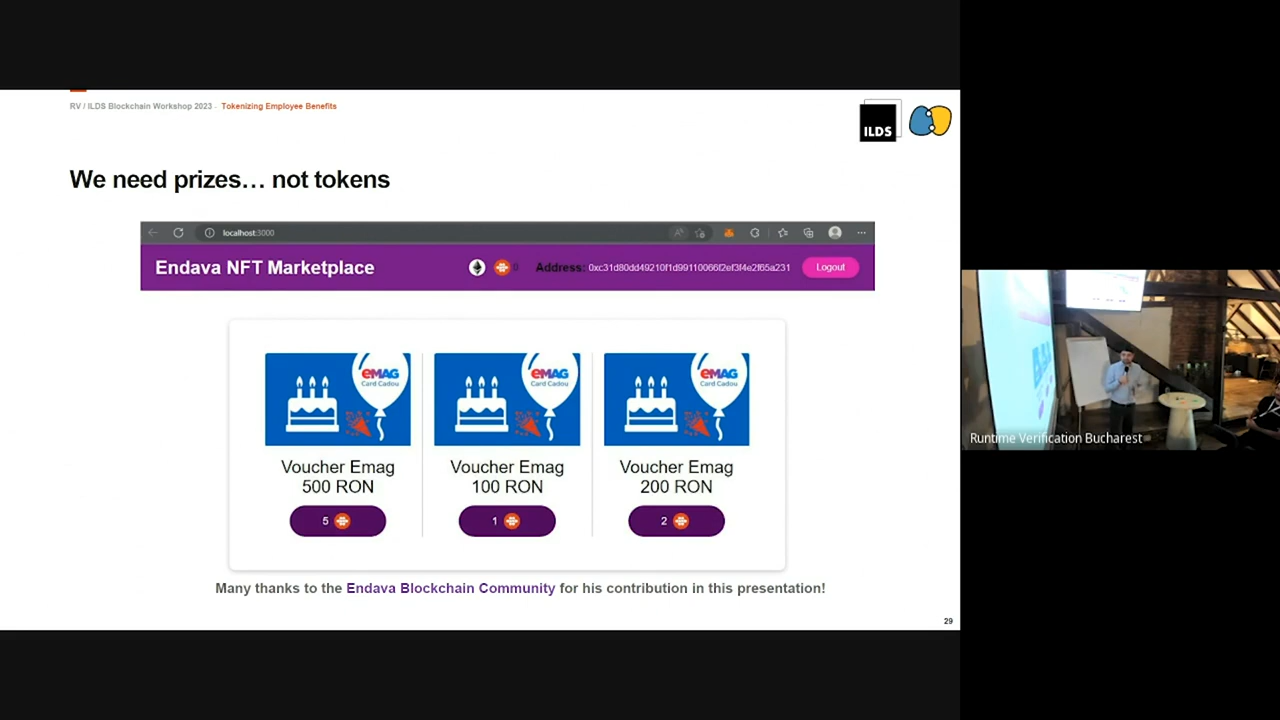 RV / ILDS Blockchain Workshop 2023 - Tokenizing Employee Benefits
ILDS
We need prizes… not tokens
localhost:3000
Endava NFT Marketplace
0
Address: 0xc31d80dd49210f1d99110066f2ef3f4e2f65a231
Logout
eMAG
Card Cadou
eMAG
Card Cadou
eMAG
Card Cadou
Voucher Emag
500 RON
Voucher Emag
100 RON
Voucher Emag
200 RON
5
1
2
Many thanks to the Endava Blockchain Community for his contribution in this presentation!
29
Runtime Verification Bucharest